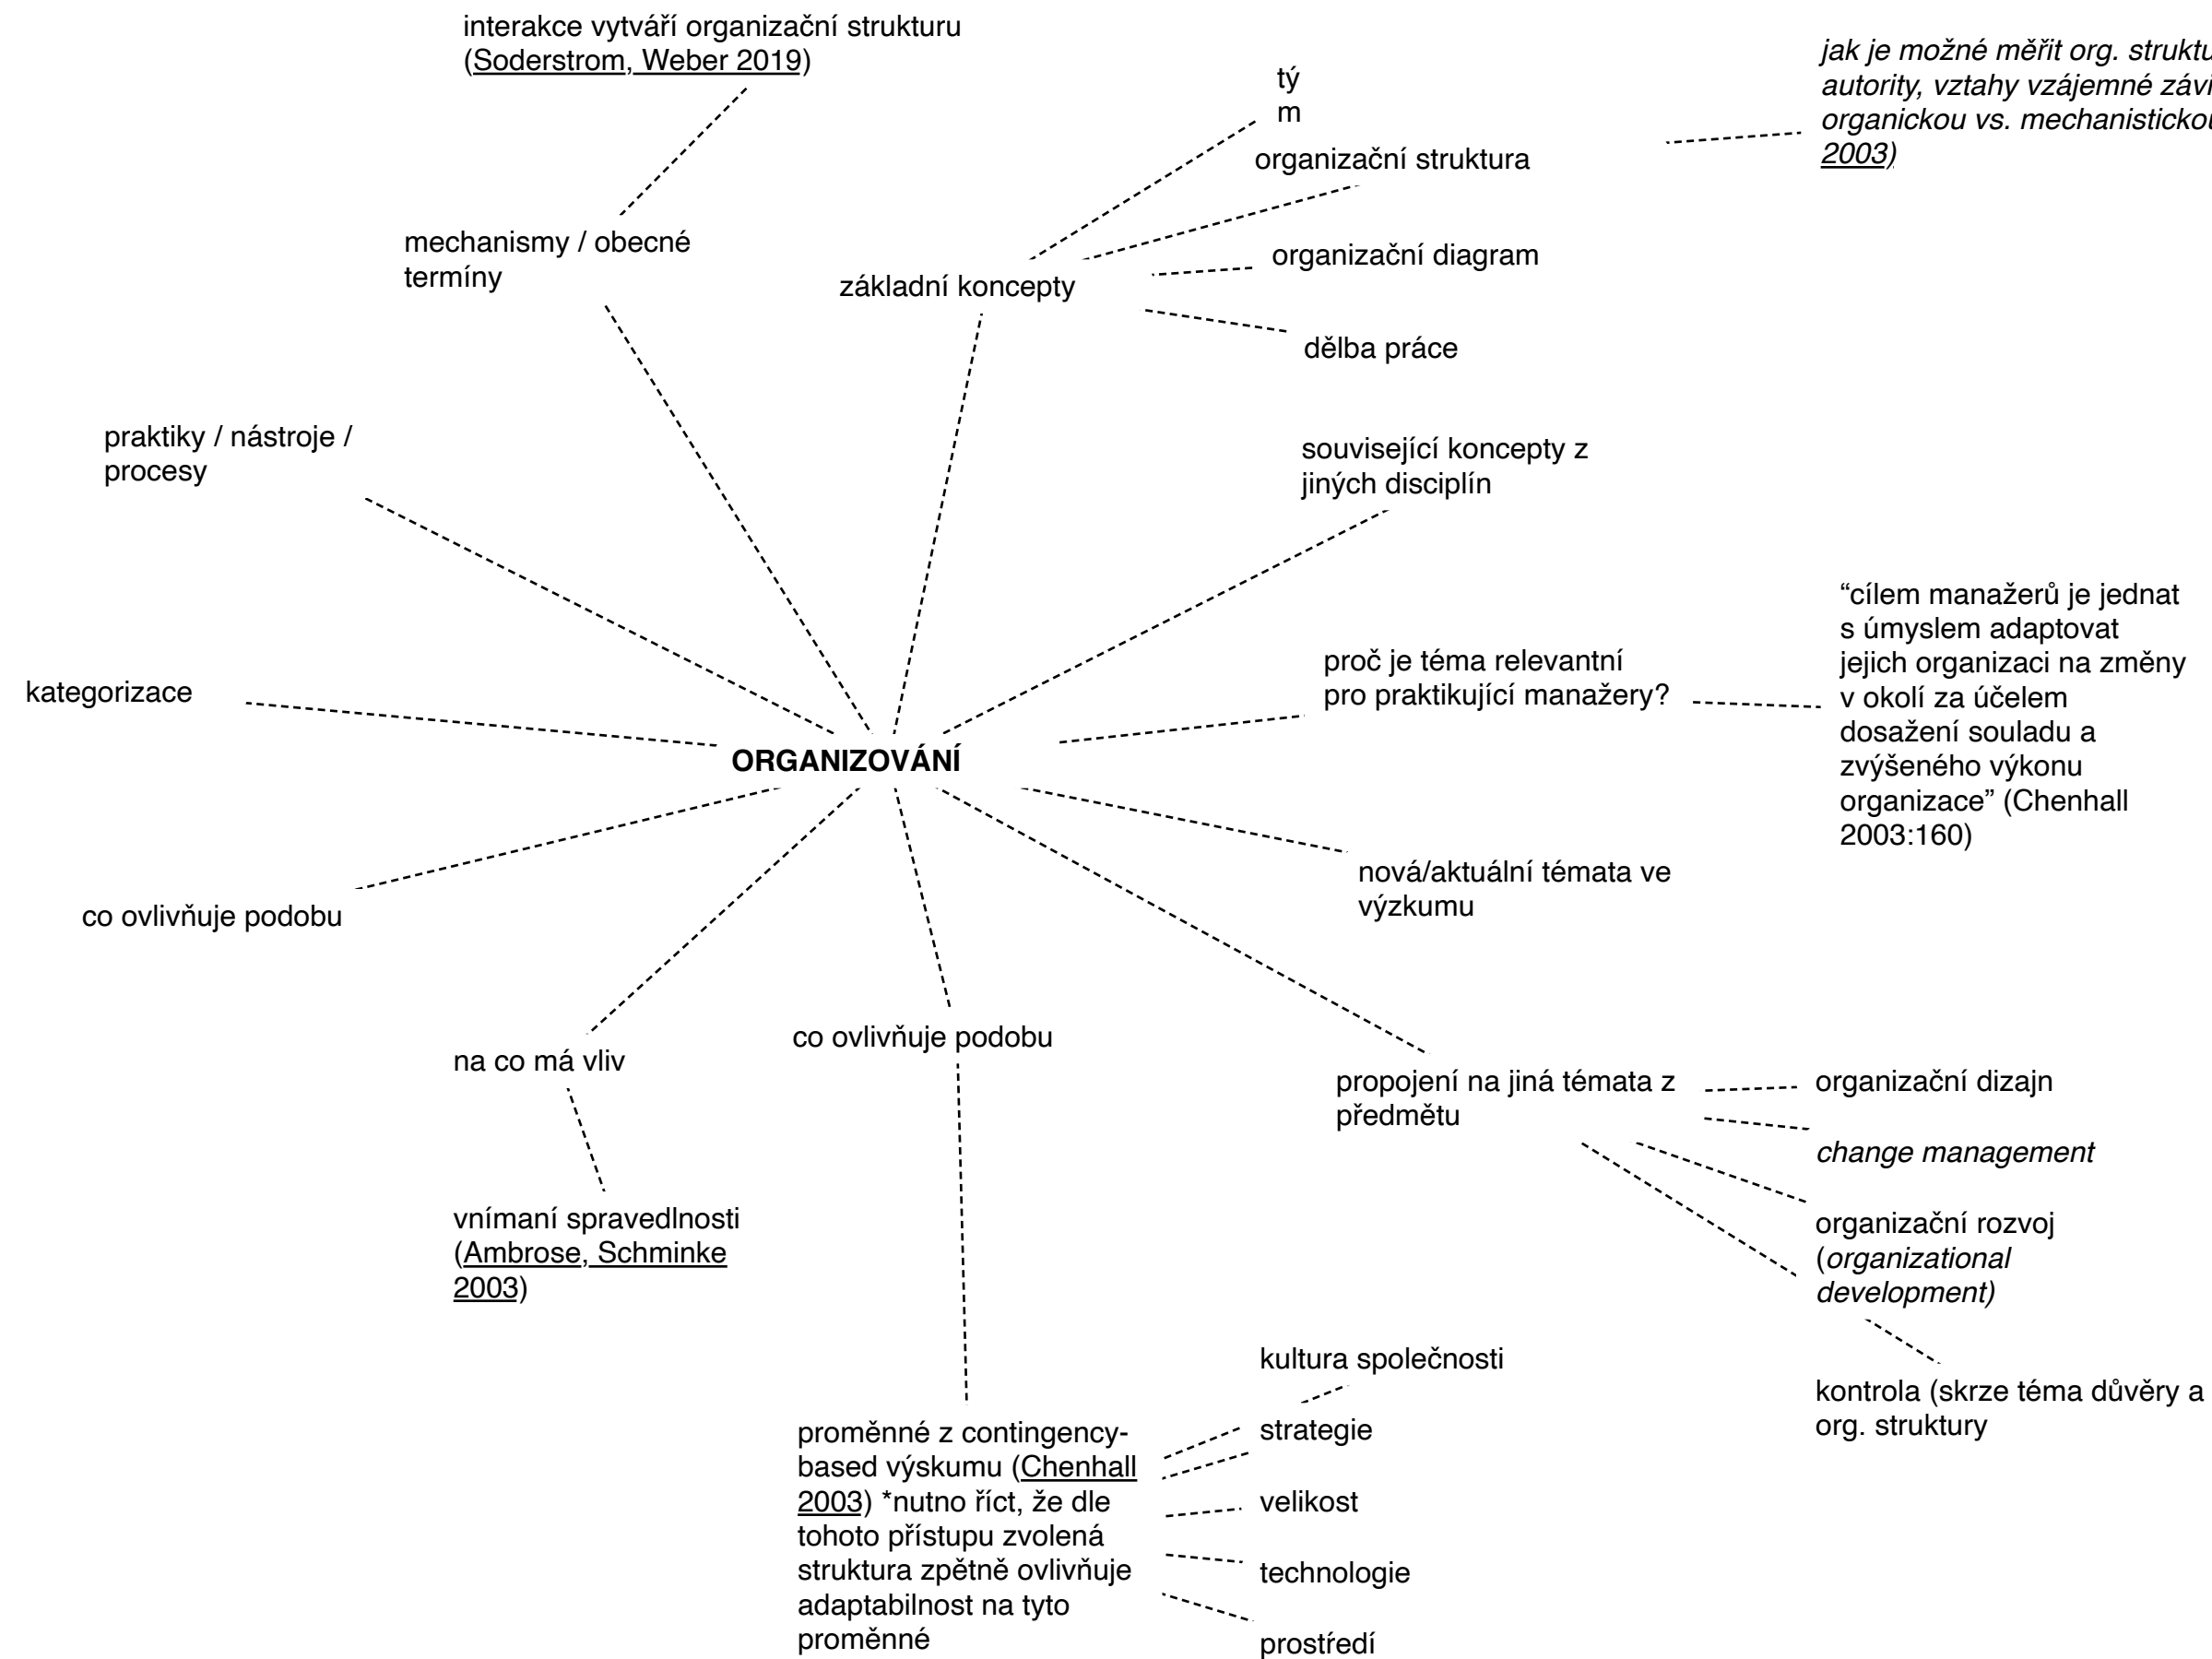 interakce vytváří organizační strukturu
(Soderstrom, Weber 2019)
tý
m
organizační struktura
jak je možné měřit org.
autority, vztahy vzájemné
organickou vs.
2003)
mechanismy / obecné
termíny
základní koncepty
organizační diagram
dělba práce
praktiky / nástroje /
procesy
související koncepty z
jiných disciplín
“cílem manažerů je jednat
s úmyslem adaptovat
jejich organizaci na změny
v okolí za účelem
dosažení souladu a
zvýšeného výkonu
organizace” (Chenhall
2003:160)
proč je téma relevantní
pro praktikující manažery?
kategorizace
ORGANIZOVÁNÍ
nová/aktuální témata ve
výzkumu
co ovlivňuje podobu
co ovlivňuje podobu
na co má vliv
propojení na jiná témata z
předmětu
organizační dizajn
change management
organizační rozvoj
(organizational
development)
kontrola (skrze téma důvěry a
org. struktury
vnímaní spravedlnosti
(Ambrose, Schminke
2003)
proměnné z contingency-
based výskumu (Chenhall
2003) *nutno říct, že dle
tohoto přístupu zvolená
struktura zpětně ovlivňuje
adaptabilnost na tyto
proměnné
kultura společnosti
strategie
velikost
technologie
prostŕedí